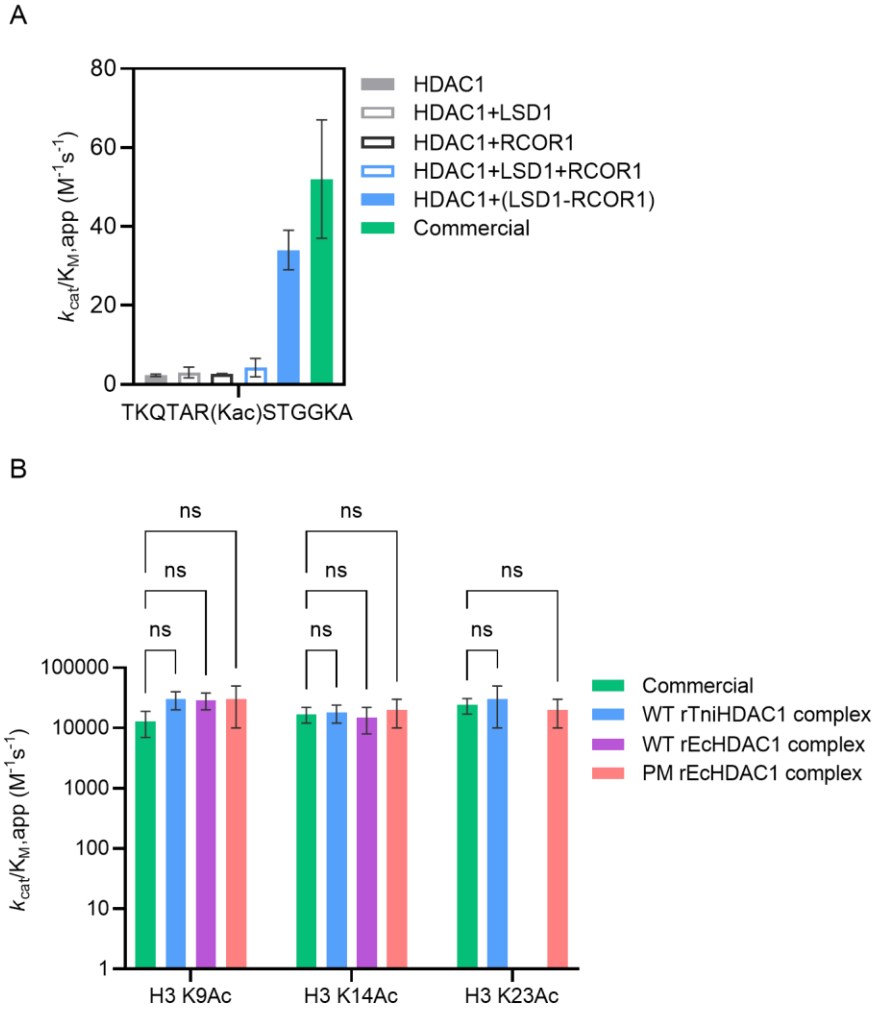 A
80
60
40
20
0
kcat/KM,app (M⁻¹s⁻¹)
TKQTAR(Kac)STGGKA
HDAC1
HDAC1+LSD1
HDAC1+RCOR1
HDAC1+LSD1+RCOR1
HDAC1+(LSD1-RCOR1)
Commercial
B
ns
ns
ns
ns
ns
ns
ns
ns
100000
10000
1000
100
10
1
kcat/KM,app (M⁻¹s⁻¹)
H3 K9Ac
H3 K14Ac
H3 K23Ac
Commercial
WT rTniHDAC1 complex
WT rEcHDAC1 complex
PM rEcHDAC1 complex